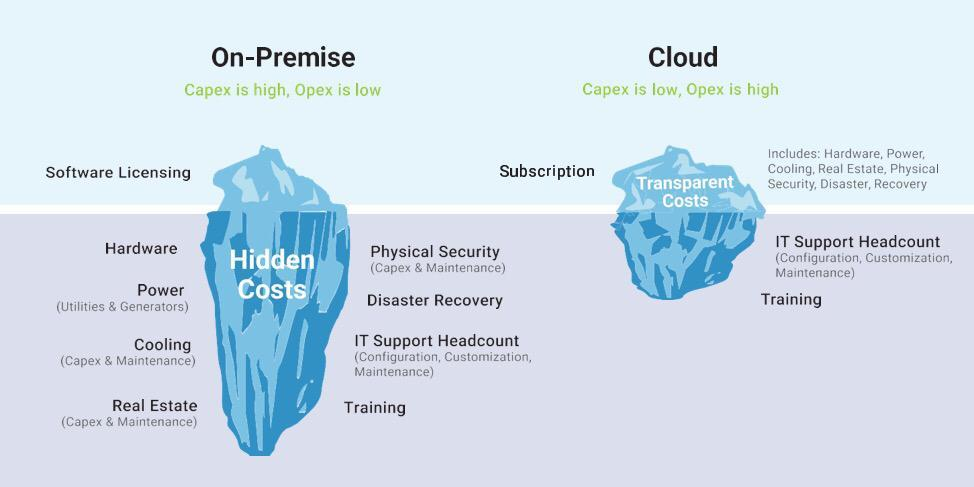 On-Premise
Capex is high, Opex is low
Software Licensing
Hidden
Costs
Hardware
Power
(Utilities & Generators)
Cooling
(Capex & Maintenance)
Real Estate
(Capex & Maintenance)
Physical Security
(Capex & Maintenance)
Disaster Recovery
IT Support Headcount
(Configuration, Customization,
Maintenance)
Training
Cloud
Capex is low, Opex is high
Subscription
Transparent
Costs
Includes: Hardware, Power,
Cooling, Real Estate, Physical
Security, Disaster, Recovery
IT Support Headcount
(Configuration, Customization,
Maintenance)
Training